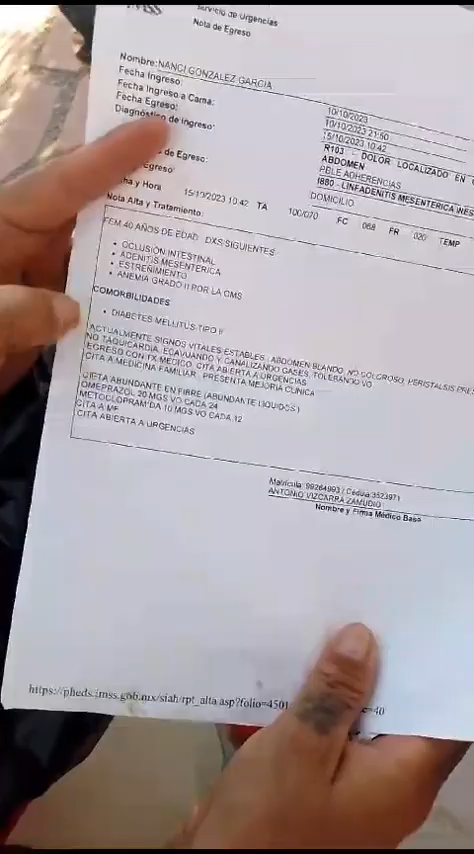 Servicio de Urgencias
Nota de Egreso
Nombre: NANCI GONZALEZ GARCIA
Fecha Ingreso: 10/10/2023
Fecha Ingreso a Cama: 10/10/2023 21:50
Fecha Egreso: 15/10/2023 10:42
Diagnóstico de Ingreso: R103 - DOLOR LOCALIZADO EN
ABDOMEN
PBLE ADHERENCIAS
de Egreso: I880 - LINFADENITIS MESENTERICA INES
Egreso: DOMICILIO
ha y Hora 15/10/2023 10:42 TA 100/070 FC 068 FR 020 TEMP
Nota Alta y Tratamiento:
FEM 40 AÑOS DE EDAD DXS SIGUIENTES
• OCLUSIÓN INTESTINAL
• ADENITIS MESENTERICA
• ESTREÑIMIENTO
• ANEMIA GRADO II POR LA OMS
COMORBILIDADES
• DIABETES MELLITUS TIPO II
ACTUALMENTE SIGNOS VITALES ESTABLES, ABDOMEN BLANDO, NO DOLOROSO, PERISTALSIS PRES
NO TAQUICARDIA, EQAVUANDO Y CANALIZANDO GASES, TOLERANDO VO
EGRESO CON TX MEDICO, CITA ABIERTA A URGENCIAS
CITA A MEDICINA FAMILIAR, PRESENTA MEJORIA CLINICA
DIETA ABUNDANTE EN FIBRE (ABUNDANTE LIQUIDOS)
OMEPRAZOL 20 MGS VO CADA 24
METOCLOPRAMIDA 10 MGS VO CADA 12
CITA A MF
CITA ABIERTA A URGENCIAS
Matrícula: 99264993 / Cédula: 3523971
ANTONIO VIZCARRA ZAMUDIO
Nombre y Firma Médico Base
https://pheds.imss.gob.mx/siah/rpt_alta.asp?folio=4501 =40